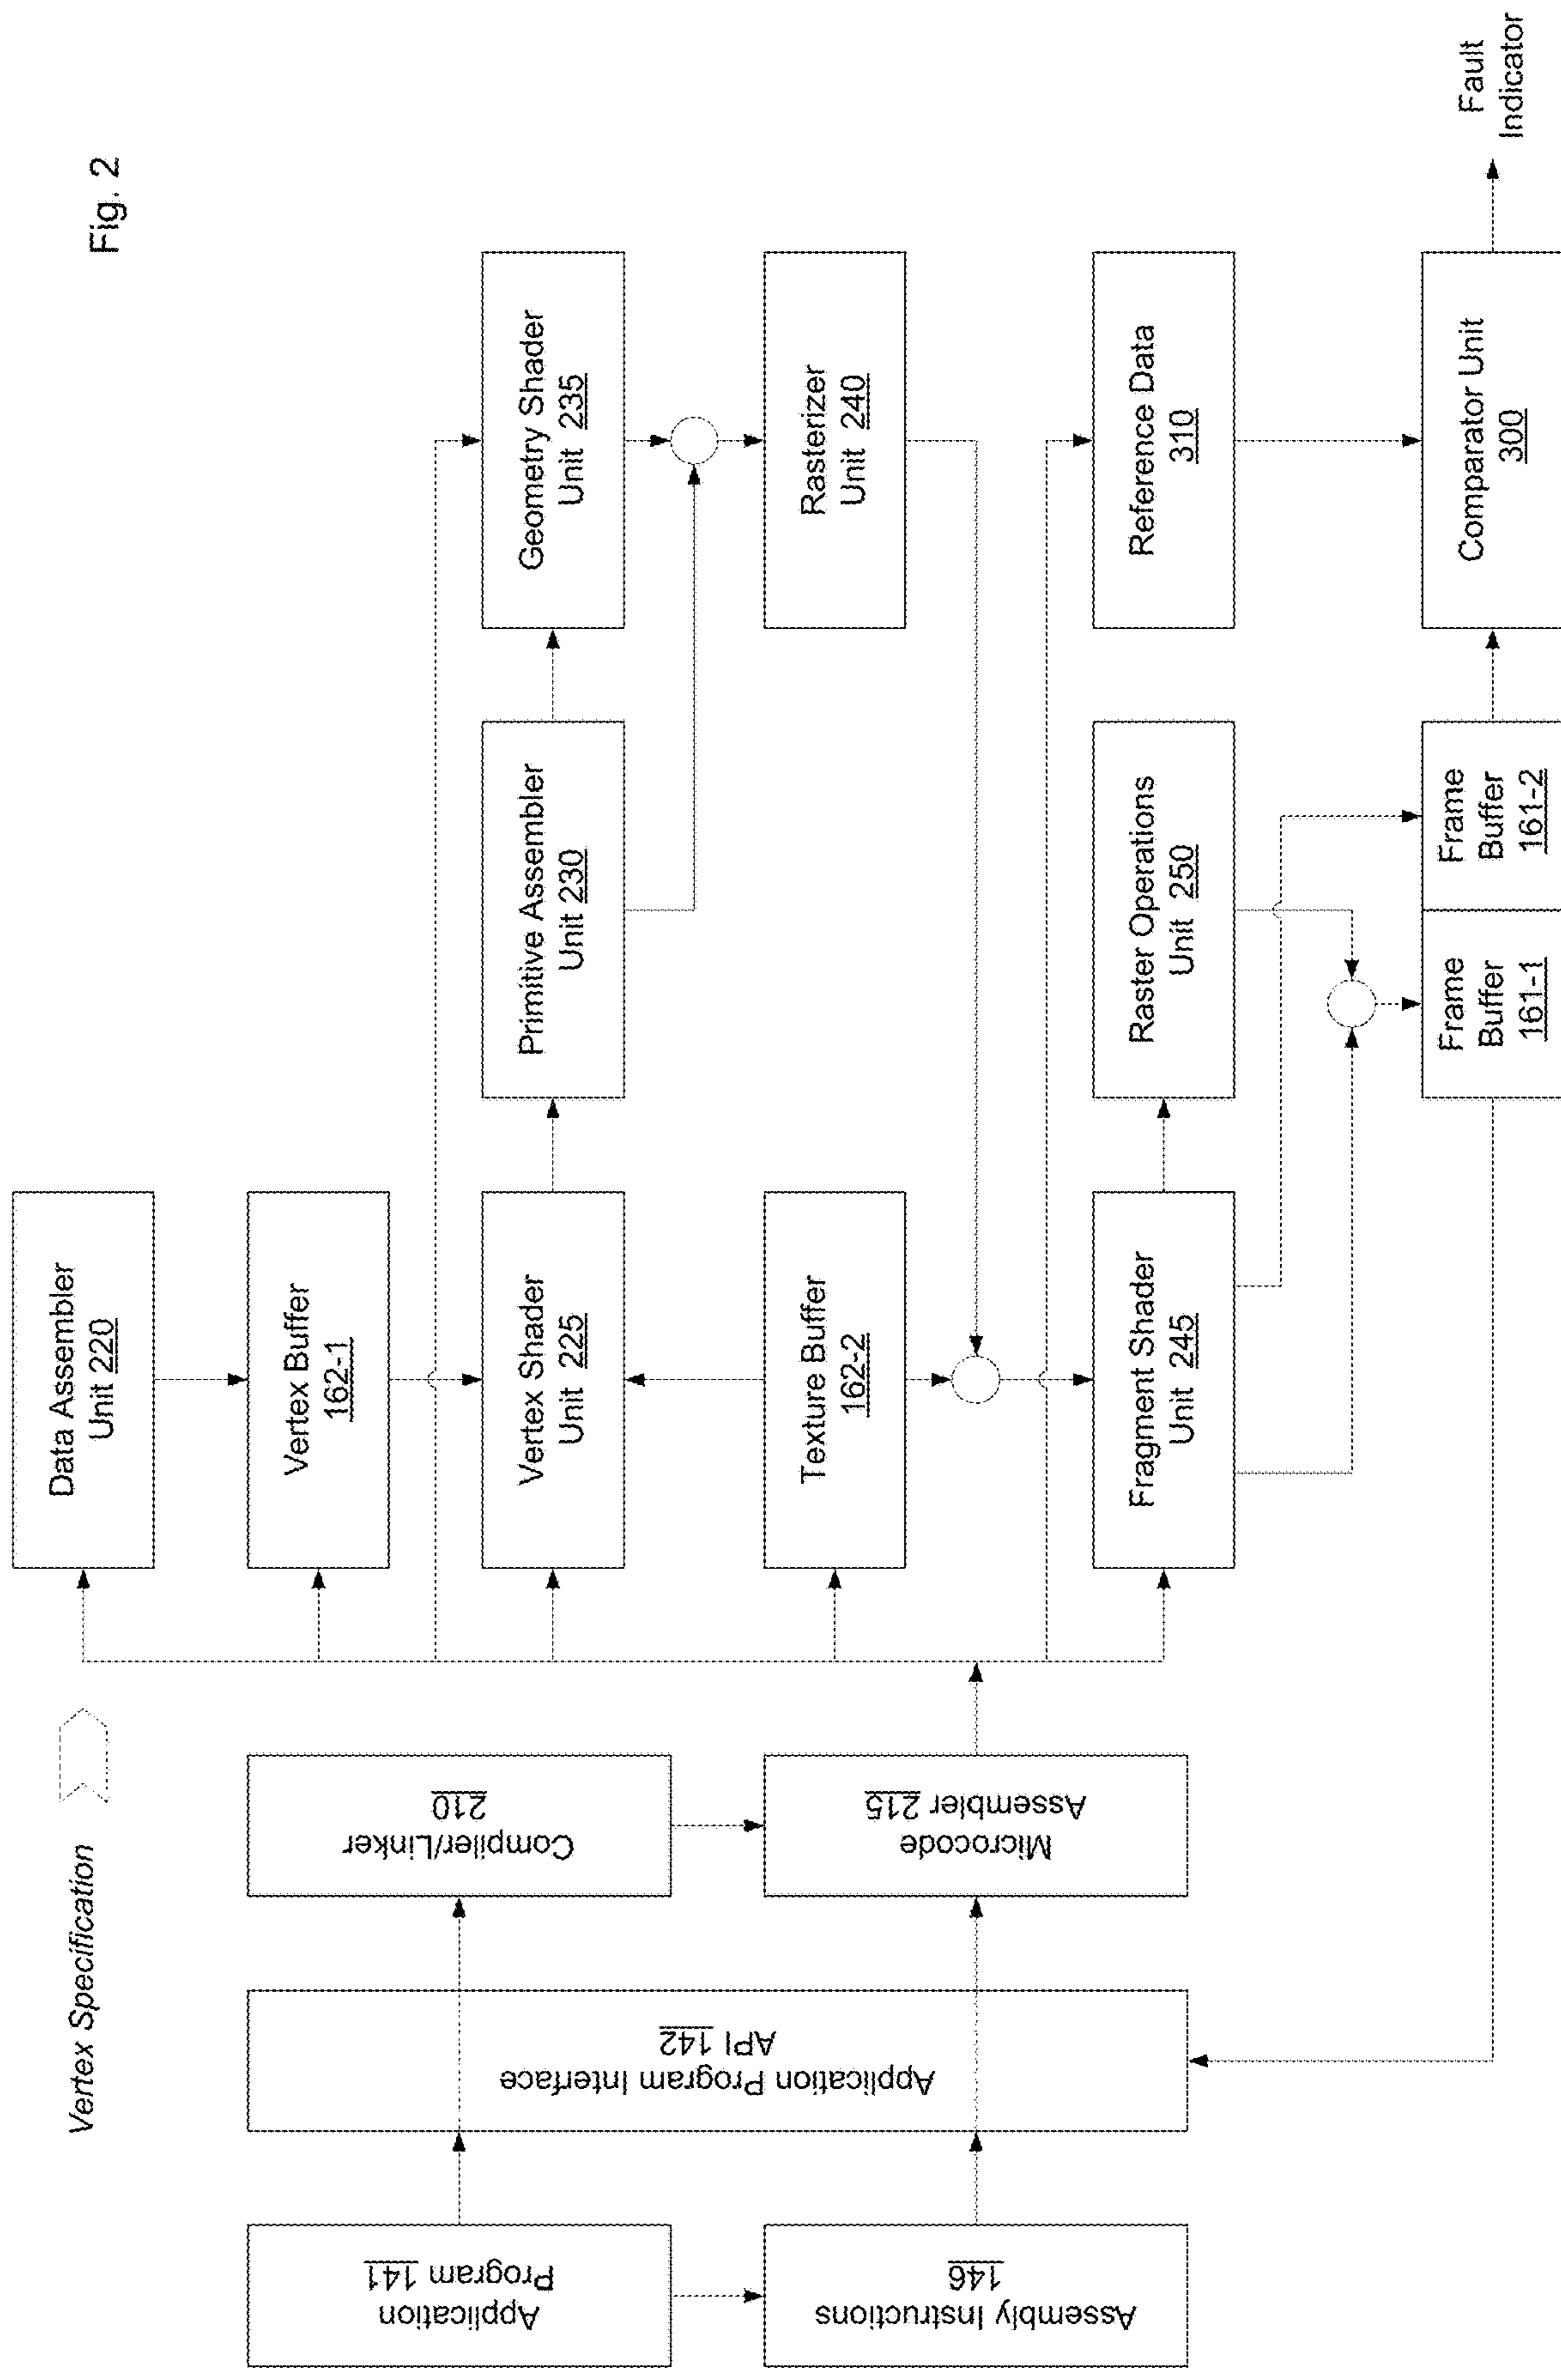 Fig. 2
Vertex Specification
Application
Program 141
Assembly Instructions
146
Application Program Interface
API 142
Compiler/Linker
210
Microcode
Assembler 215
Data Assembler
Unit 220
Vertex Buffer
162-1
Vertex Shader
Unit 225
Primitive Assembler
Unit 230
Geometry Shader
Unit 235
Texture Buffer
162-2
Rasterizer
Unit 240
Fragment Shader
Unit 245
Raster Operations
Unit 250
Reference Data
310
Frame
Buffer
161-1
Frame
Buffer
161-2
Comparator Unit
300
Fault
Indicator